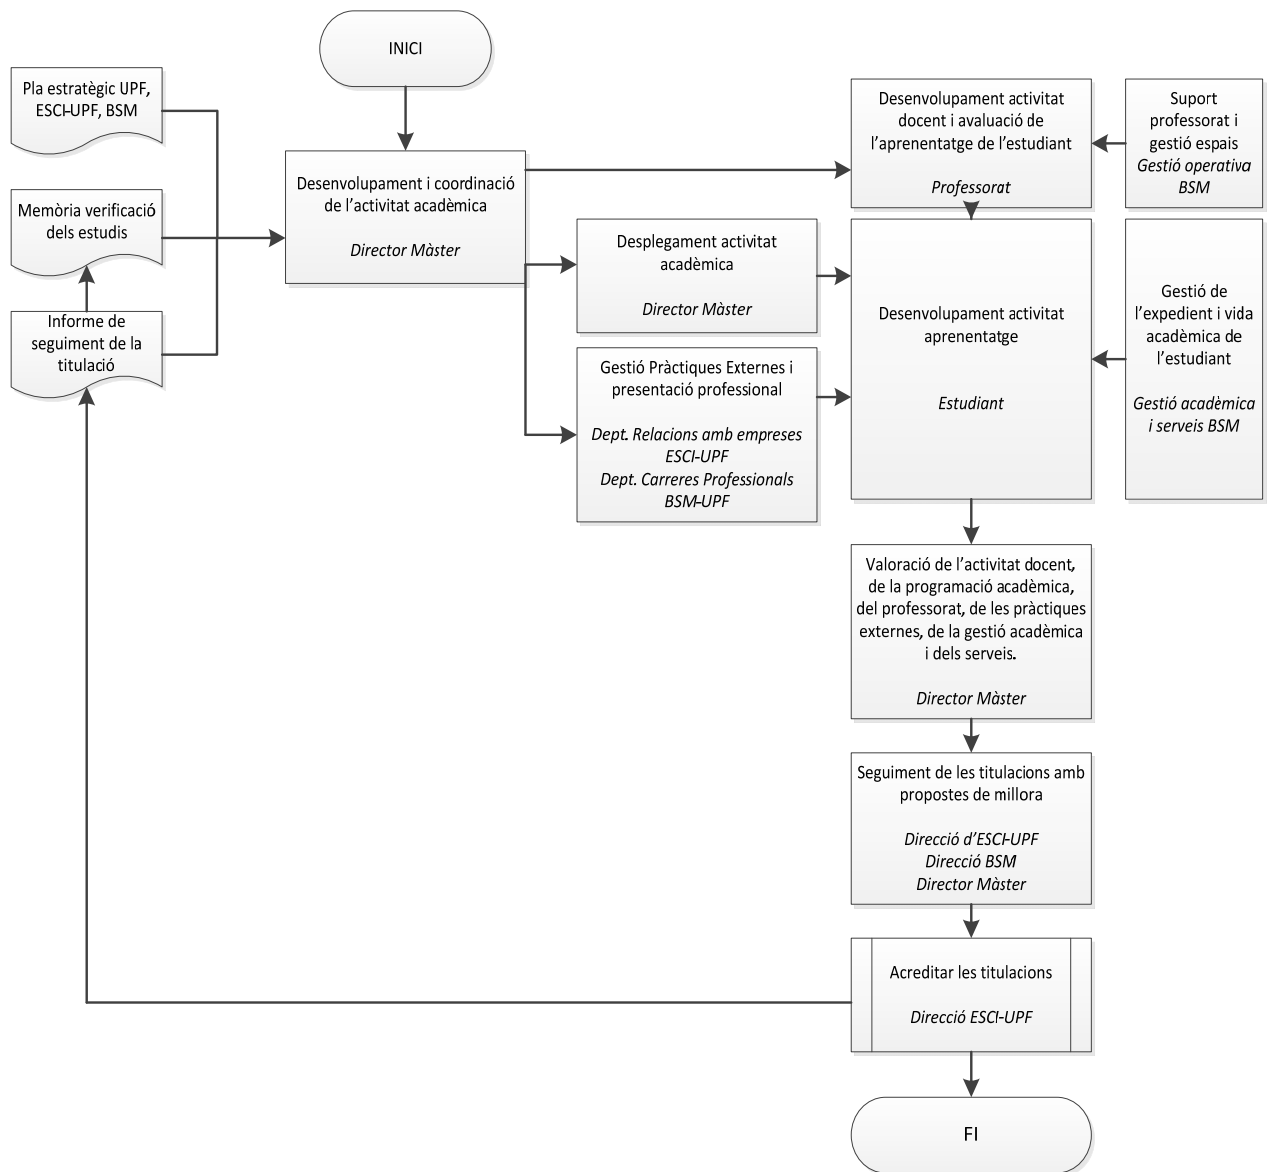 INICI
Pla estratègic UPF,
ESCI-UPF, BSM
Memòria verificació
dels estudis
Informe de
seguiment de la
titulació
Desenvolupament i coordinació
de l'activitat acadèmica
Director Màster
Desplegament activitat
acadèmica
Director Màster
Gestió Pràctiques Externes i
presentació professional
Dept. Relacions amb empreses
ESCI-UPF
Dept. Carreres Professionals
BSM-UPF
Desenvolupament activitat
docent i avaluació de
l'aprenentatge de l'estudiant
Professorat
Suport
professorat i
gestió espais
Gestió operativa
BSM
Desenvolupament activitat
aprenentatge
Estudiant
Gestió de
l'expedient i vida
acadèmica de
l'estudiant
Gestió acadèmica
i serveis BSM
Valoració de l'activitat docent,
de la programació acadèmica,
del professorat, de les pràctiques
externes, de la gestió acadèmica
i dels serveis.
Director Màster
Seguiment de les titulacions amb
propostes de millora
Direcció d'ESCI-UPF
Direcció BSM
Director Màster
Acreditar les titulacions
Direcció ESCI-UPF
FI